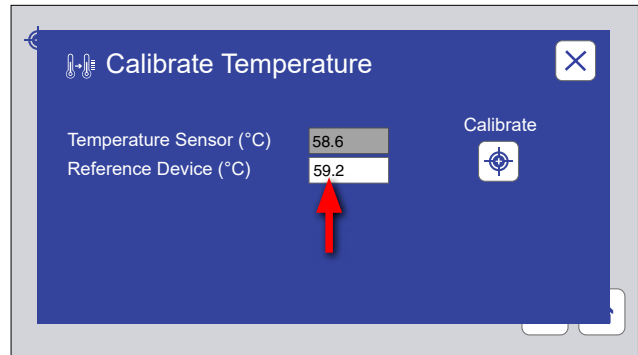 Calibrate Temperature
Calibrate
Temperature Sensor (°C) 58.6
Reference Device (°C) 59.2